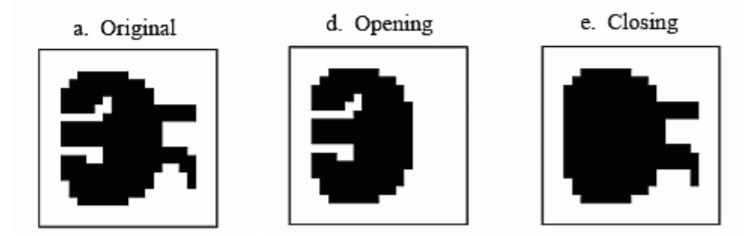 a. Original
d. Opening
e. Closing